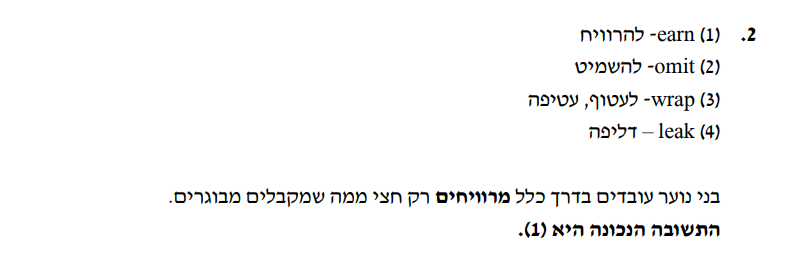 2. (1) earn- להרוויח
(2) omit- להשמיט
(3) wrap- לעטוף, עטיפה
(4) leak – דליפה
בני נוער עובדים בדרך כלל מרוויחים רק חצי ממה שמקבלים מבוגרים.
התשובה הנכונה היא (1).